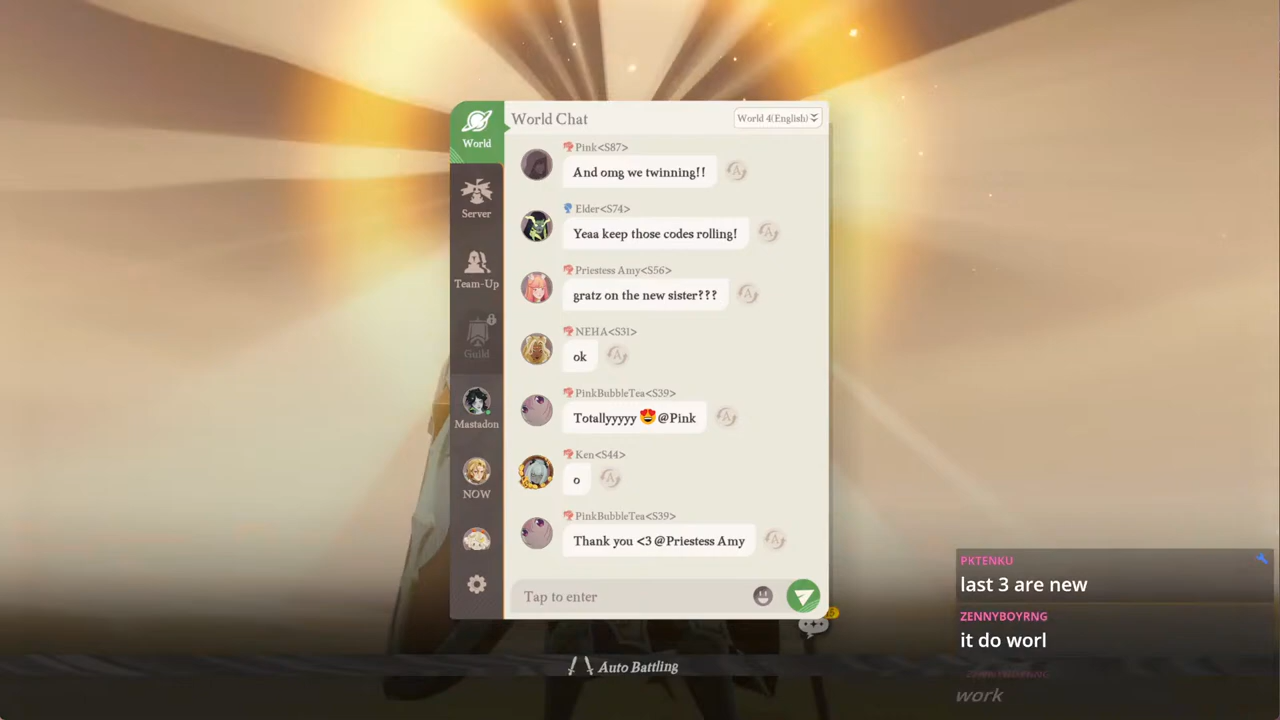 World Chat
World 4(English)
World
Server
Team-Up
Guild
Mastadon
NOW
Pink<S87>
And omg we twinning!!
Elder<S74>
Yeaa keep those codes rolling!
Priestess Amy<S56>
gratz on the new sister???
NEHA<S31>
ok
PinkBubbleTea<S39>
Totallyyyyy 😍@Pink
Ken<S44>
o
PinkBubbleTea<S39>
Thank you <3 @Priestess Amy
Tap to enter
Auto Battling
PKTENKU
last 3 are new
ZENNYBOYRNG
it do worl
ZENNYBOYRNG
work